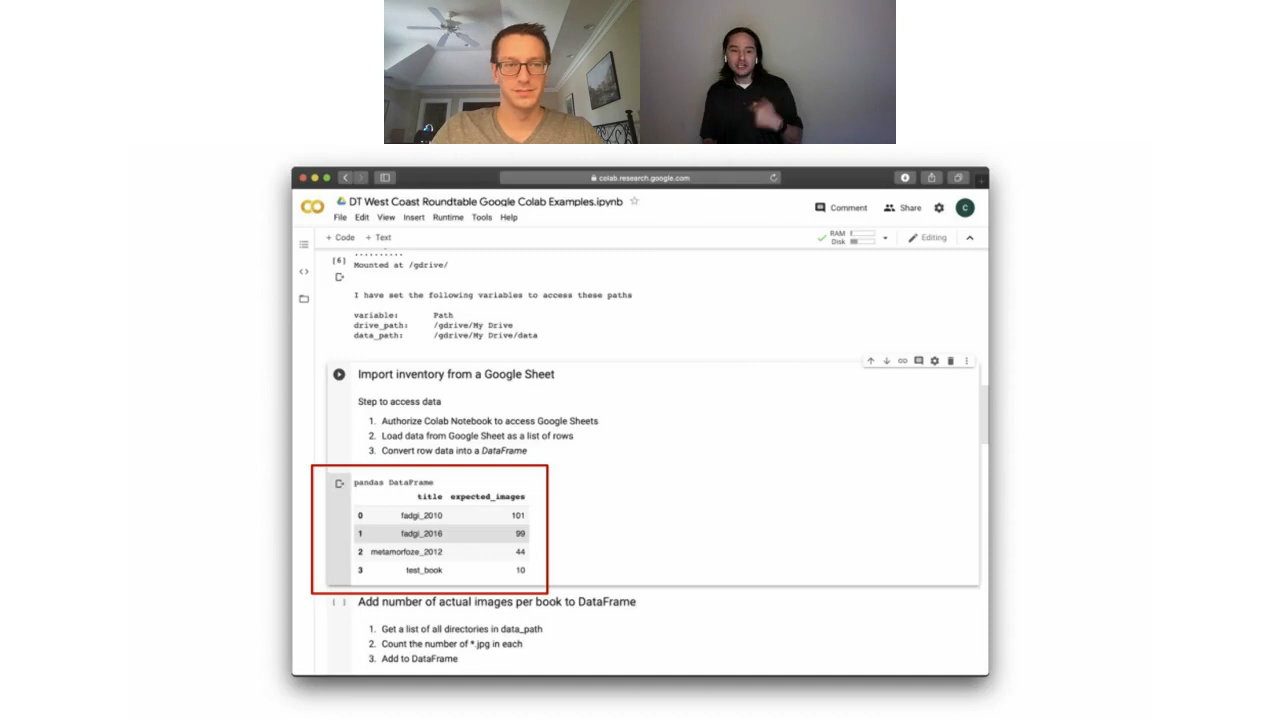 colab.research.google.com
DT West Coast Roundtable Google Colab Examples.ipynb
File Edit View Insert Runtime Tools Help
Comment Share C
+ Code + Text
RAM
Disk
Editing
[6]
Mounted at /gdrive/
I have set the following variables to access these paths
variable: Path
drive_path: /gdrive/My Drive
data_path: /gdrive/My Drive/data
Import inventory from a Google Sheet
Step to access data
1. Authorize Colab Notebook to access Google Sheets
2. Load data from Google Sheet as a list of rows
3. Convert row data into a DataFrame
pandas DataFrame
title expected_images
0 fadgi_2010 101
1 fadgi_2016 99
2 metamorfoze_2012 44
3 test_book 10
[ ] Add number of actual images per book to DataFrame
1. Get a list of all directories in data_path
2. Count the number of *.jpg in each
3. Add to DataFrame